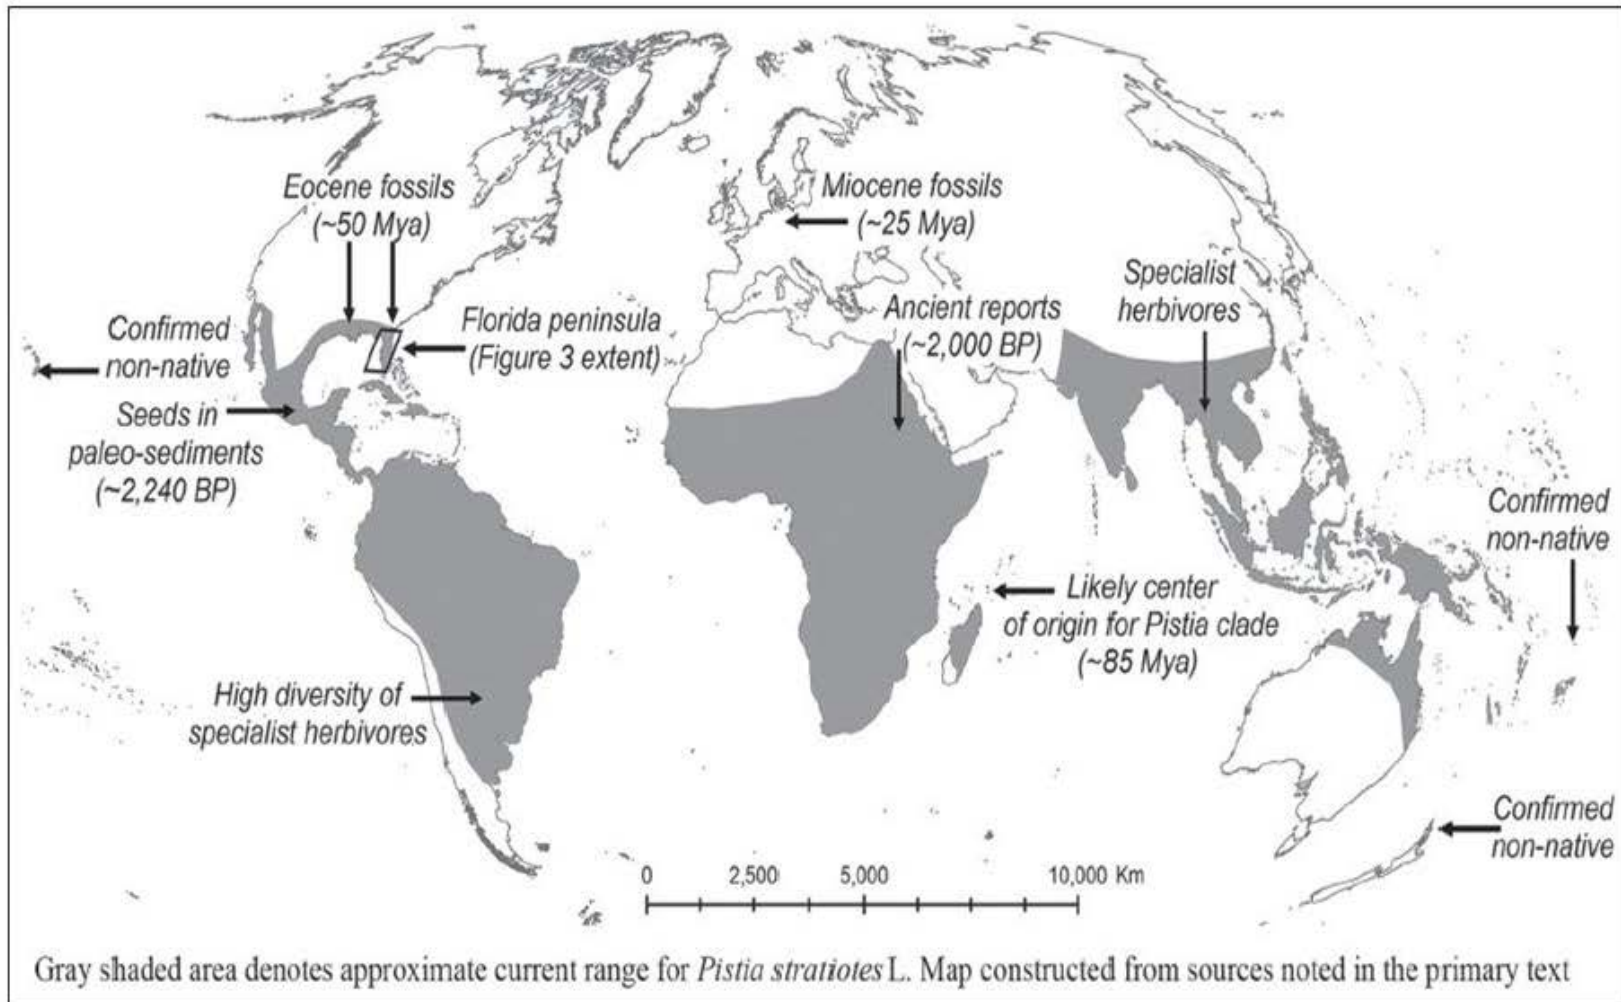 Eocene fossils
(~50 Mya)
Miocene fossils
(~25 Mya)
Specialist
herbivores
Ancient reports
(~2,000 BP)
Confirmed
non-native
Florida peninsula
(Figure 3 extent)
Seeds in
paleo-sediments
(~2,240 BP)
Confirmed
non-native
Likely center
of origin for Pistia clade
(~85 Mya)
High diversity of
specialist herbivores
Confirmed
non-native
0 2,500 5,000 10,000 Km
Gray shaded area denotes approximate current range for Pistia stratiotes L. Map constructed from sources noted in the primary text